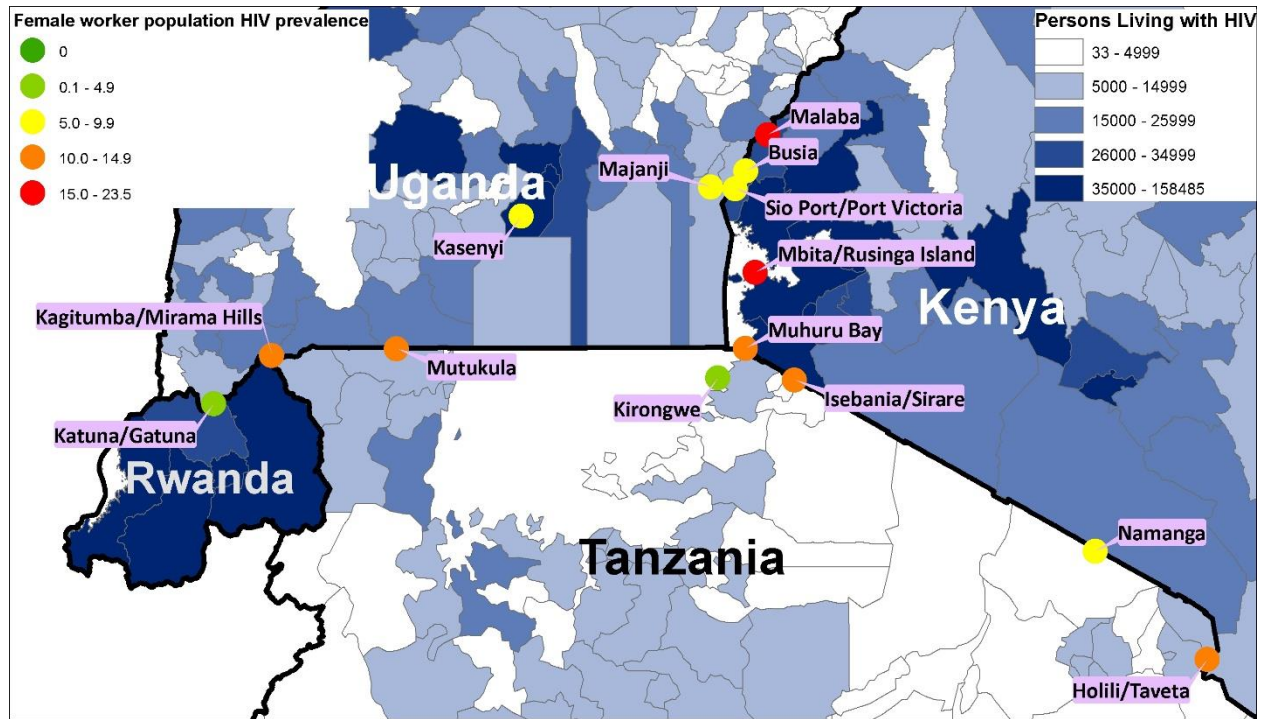 Female worker population HIV prevalence
0
0.1 - 4.9
5.0 - 9.9
10.0 - 14.9
15.0 - 23.5
Persons Living with HIV
33 - 4999
5000 - 14999
15000 - 25999
26000 - 34999
35000 - 158485
Malaba
Busia
Majanji
Uganda
Sio Port/Port Victoria
Kasenyi
Mbita/Rusinga Island
Kenya
Kagitumba/Mirama Hills
Muhuru Bay
Mutukula
Isebania/Sirare
Kirongwe
Katuna/Gatuna
Rwanda
Namanga
Tanzania
Holili/Taveta